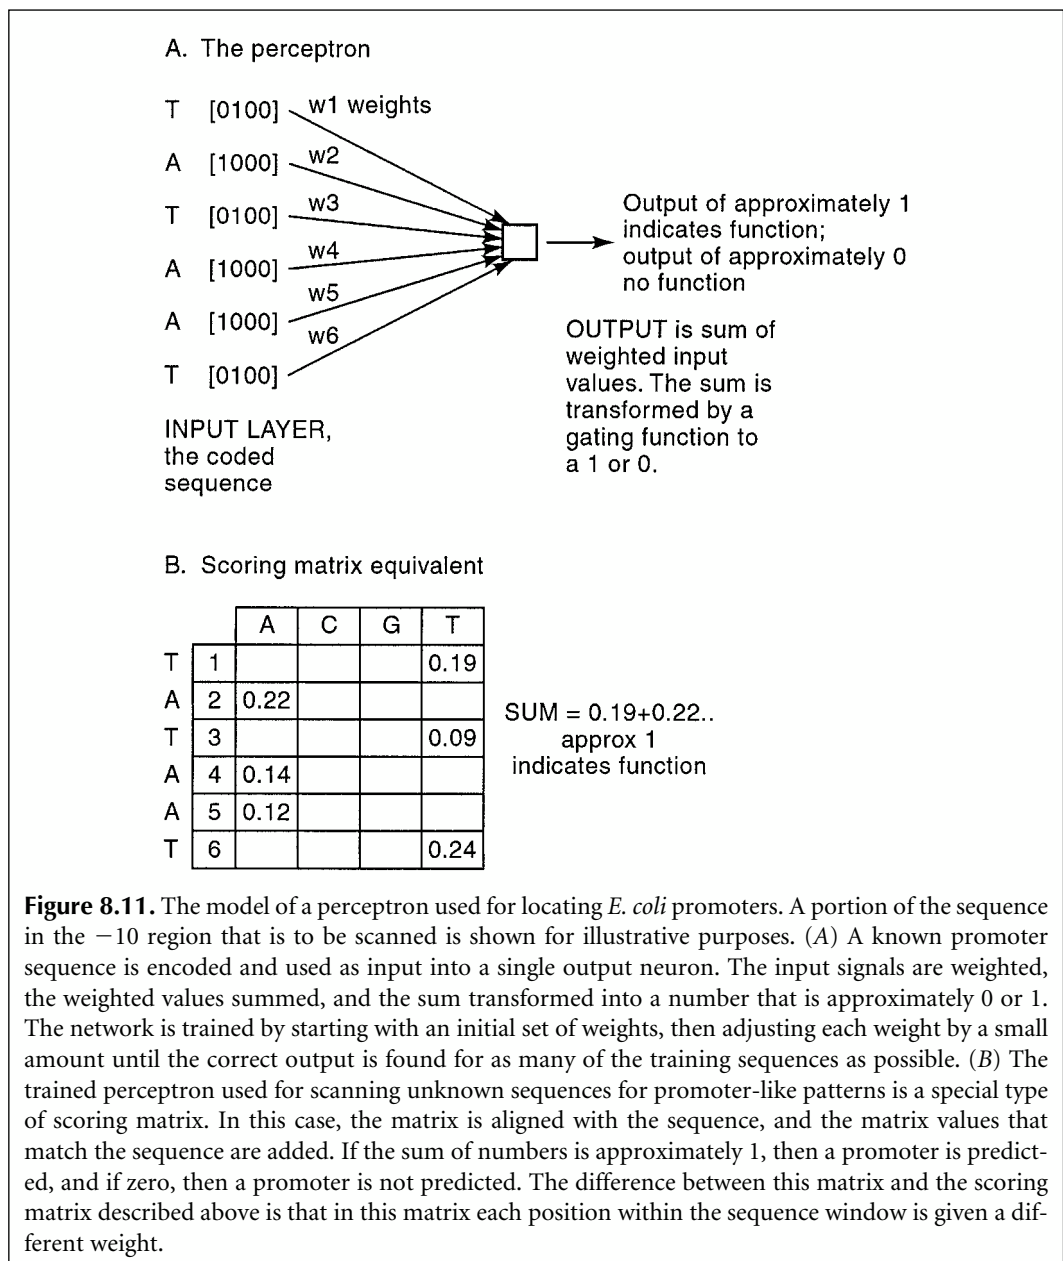 A. The perceptron
T [0100] w1 weights
A [1000] w2
T [0100] w3
A [1000] w4
A [1000] w5
T [0100] w6
Output of approximately 1
indicates function;
output of approximately 0
no function
OUTPUT is sum of
weighted input
values. The sum is
transformed by a
gating function to
a 1 or 0.
INPUT LAYER,
the coded
sequence
B. Scoring matrix equivalent
A C G T
T 1 0.19
A 2 0.22
T 3 0.09
A 4 0.14
A 5 0.12
T 6 0.24
SUM = 0.19+0.22..
approx 1
indicates function
Figure 8.11. The model of a perceptron used for locating E. coli promoters. A portion of the sequence
in the −10 region that is to be scanned is shown for illustrative purposes. (A) A known promoter
sequence is encoded and used as input into a single output neuron. The input signals are weighted,
the weighted values summed, and the sum transformed into a number that is approximately 0 or 1.
The network is trained by starting with an initial set of weights, then adjusting each weight by a small
amount until the correct output is found for as many of the training sequences as possible. (B) The
trained perceptron used for scanning unknown sequences for promoter-like patterns is a special type
of scoring matrix. In this case, the matrix is aligned with the sequence, and the matrix values that
match the sequence are added. If the sum of numbers is approximately 1, then a promoter is predict-
ed, and if zero, then a promoter is not predicted. The difference between this matrix and the scoring
matrix described above is that in this matrix each position within the sequence window is given a dif-
ferent weight.